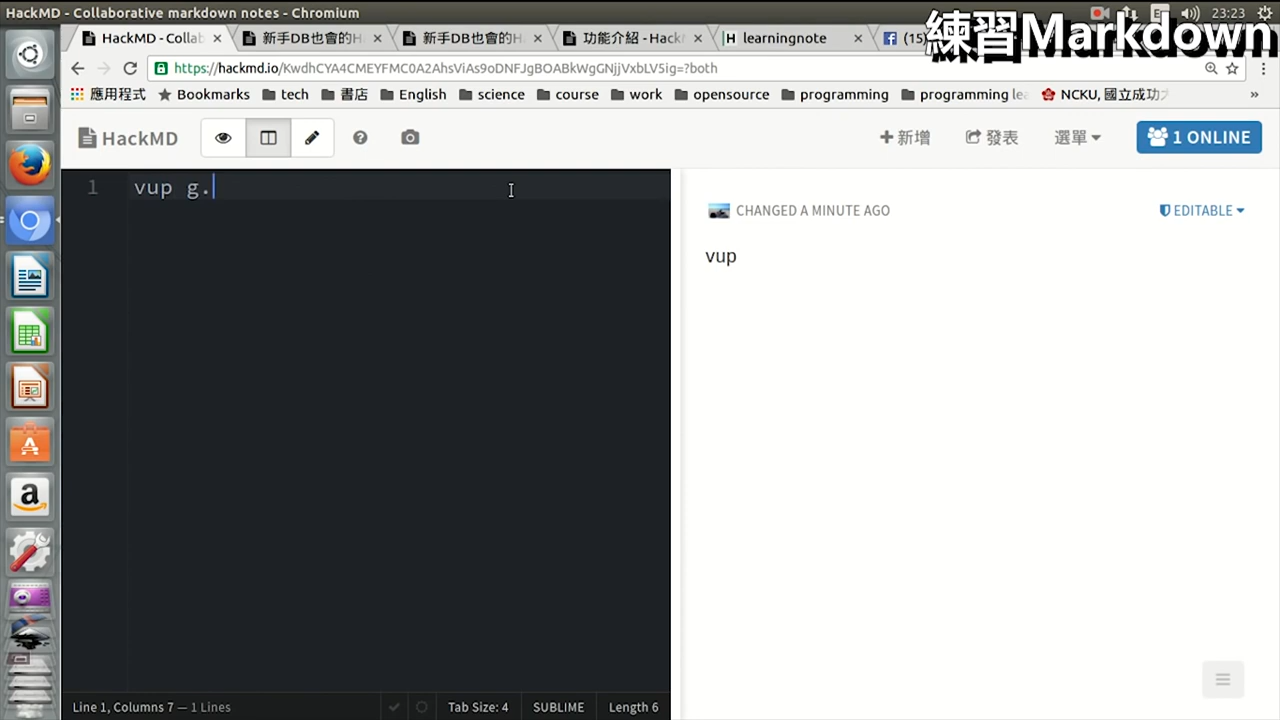 HackMD - Collaborative markdown notes - Chromium
23:23
練習Markdown
HackMD - Collab
新手DB也會的H
新手DB也會的H
功能介紹 - Hack
learningnote
(15)
https://hackmd.io/KwdhCYA4CMEYFMC0A2AhsViAs9oDNFJgBOABkWgGNjjVxbLV5ig=?both
應用程式
Bookmarks
tech
書店
English
science
course
work
opensource
programming
programming lea
NCKU, 國立成功
»
HackMD
新增
發表
選單
1 ONLINE
1 vup g.
CHANGED A MINUTE AGO
EDITABLE
vup
Line 1, Columns 7 — 1 Lines
Tab Size: 4
SUBLIME
Length 6